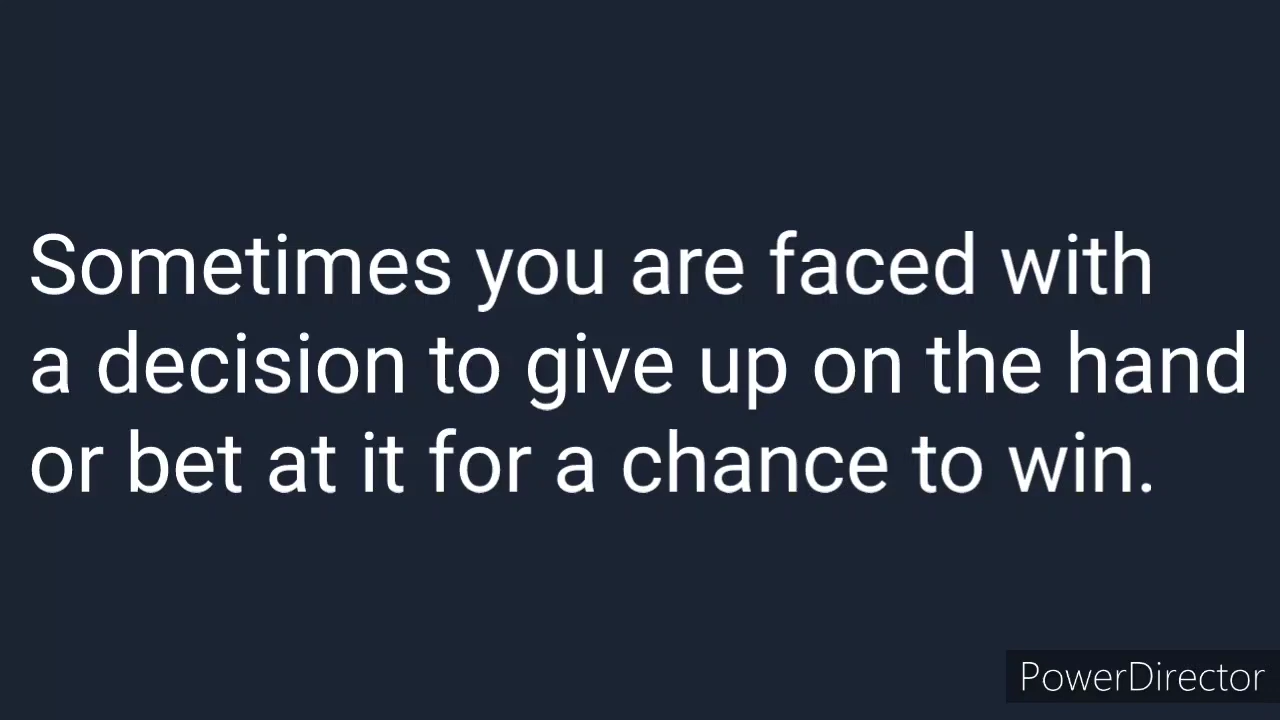 Sometimes you are faced with
a decision to give up on the hand
or bet at it for a chance to win.
PowerDirector